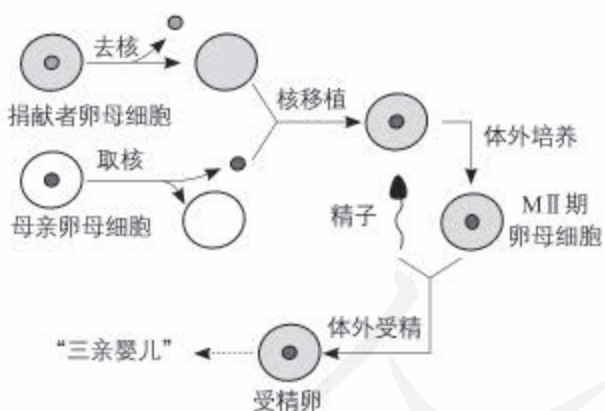 去核
捐献者卵母细胞
核移植
体外培养
取核
母亲卵母细胞
精子
MⅡ期
卵母细胞
体外受精
“三亲婴儿”
受精卵